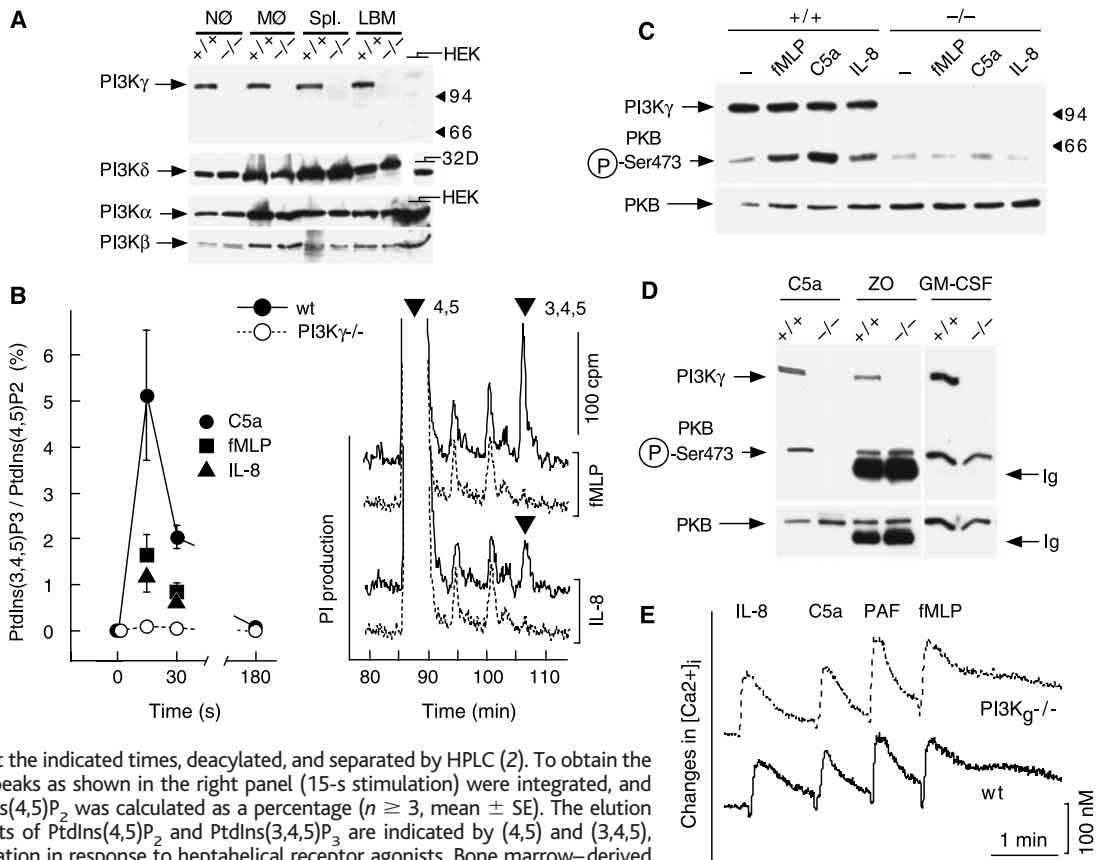 A
NØ MØ Spl. LBM
+/+ −/− +/+ −/− +/+ −/− +/+ −/− HEK
PI3Kγ
94
66
PI3Kδ
32D
PI3Kα
HEK
PI3Kβ
B
wt
PI3Kγ-/-
PtdIns(3,4,5)P3 / PtdIns(4,5)P2 (%)
6
5
4
3
2
1
0
C5a
fMLP
IL-8
0 30 180
Time (s)
4,5 3,4,5
100 cpm
fMLP
IL-8
PI production
80 90 100 110
Time (min)
C
+/+ −/−
– fMLP C5a IL-8 – fMLP C5a IL-8
PI3Kγ
94
PKB
66
P-Ser473
PKB
D
C5a ZO GM-CSF
+/+ −/− +/+ −/− +/+ −/−
PI3Kγ
PKB
P-Ser473
Ig
PKB
Ig
E
IL-8 C5a PAF fMLP
Changes in [Ca2+]i
PI3Kg-/-
wt
1 min
100 nM
t the indicated times, deacylated, and separated by HPLC (2). To obtain the
eaks as shown in the right panel (15-s stimulation) were integrated, and
s(4,5)P2 was calculated as a percentage (n ≥ 3, mean ± SE). The elution
ts of PtdIns(4,5)P2 and PtdIns(3,4,5)P3 are indicated by (4,5) and (3,4,5),
ation in response to heptahelical receptor agonists. Bone marrow–derived